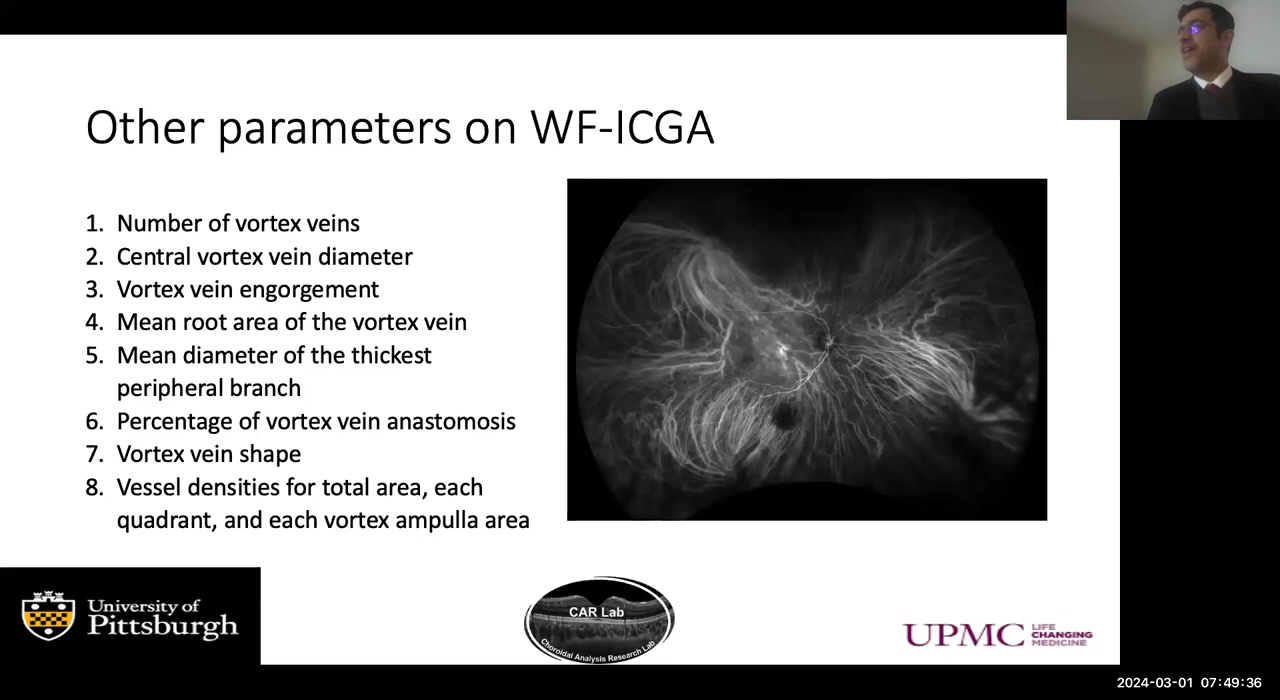 Other parameters on WF-ICGA
1. Number of vortex veins
2. Central vortex vein diameter
3. Vortex vein engorgement
4. Mean root area of the vortex vein
5. Mean diameter of the thickest
peripheral branch
6. Percentage of vortex vein anastomosis
7. Vortex vein shape
8. Vessel densities for total area, each
quadrant, and each vortex ampulla area
University of
Pittsburgh
CAR Lab
Choroidal Analysis Research Lab
UPMC
LIFE
CHANGING
MEDICINE
2024-03-01 07:49:36